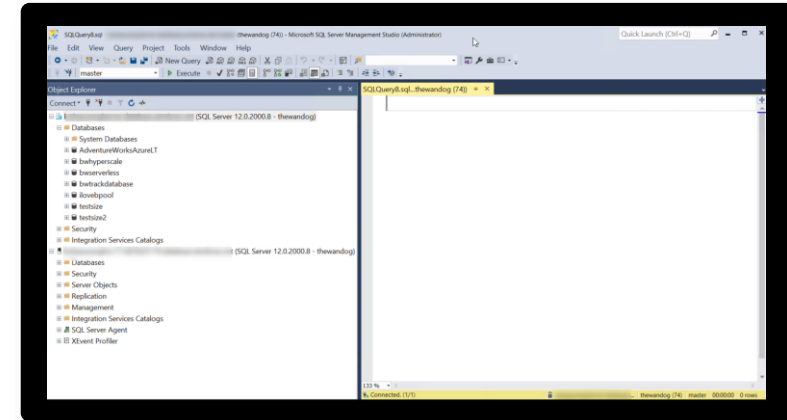 SQLQuery8.sql
thewandog (74)) - Microsoft SQL Server Management Studio (Administrator)
Quick Launch (Ctrl+Q)
File Edit View Query Project Tools Window Help
New Query
master
Execute
Object Explorer
SQLQuery8.sql...thewandog (74))
Connect
(SQL Server 12.0.2000.8 - thewandog)
Databases
System Databases
AdventureWorksAzureLT
bwhyperscale
bwserverless
bwtrackdatabase
ilovebpool
testsize
testsize2
Security
Integration Services Catalogs
(SQL Server 12.0.2000.8 - thewandog)
Databases
Security
Server Objects
Replication
Management
Integration Services Catalogs
SQL Server Agent
XEvent Profiler
133 %
Connected. (1/1)
thewandog (74) master 00:00:00 0 rows